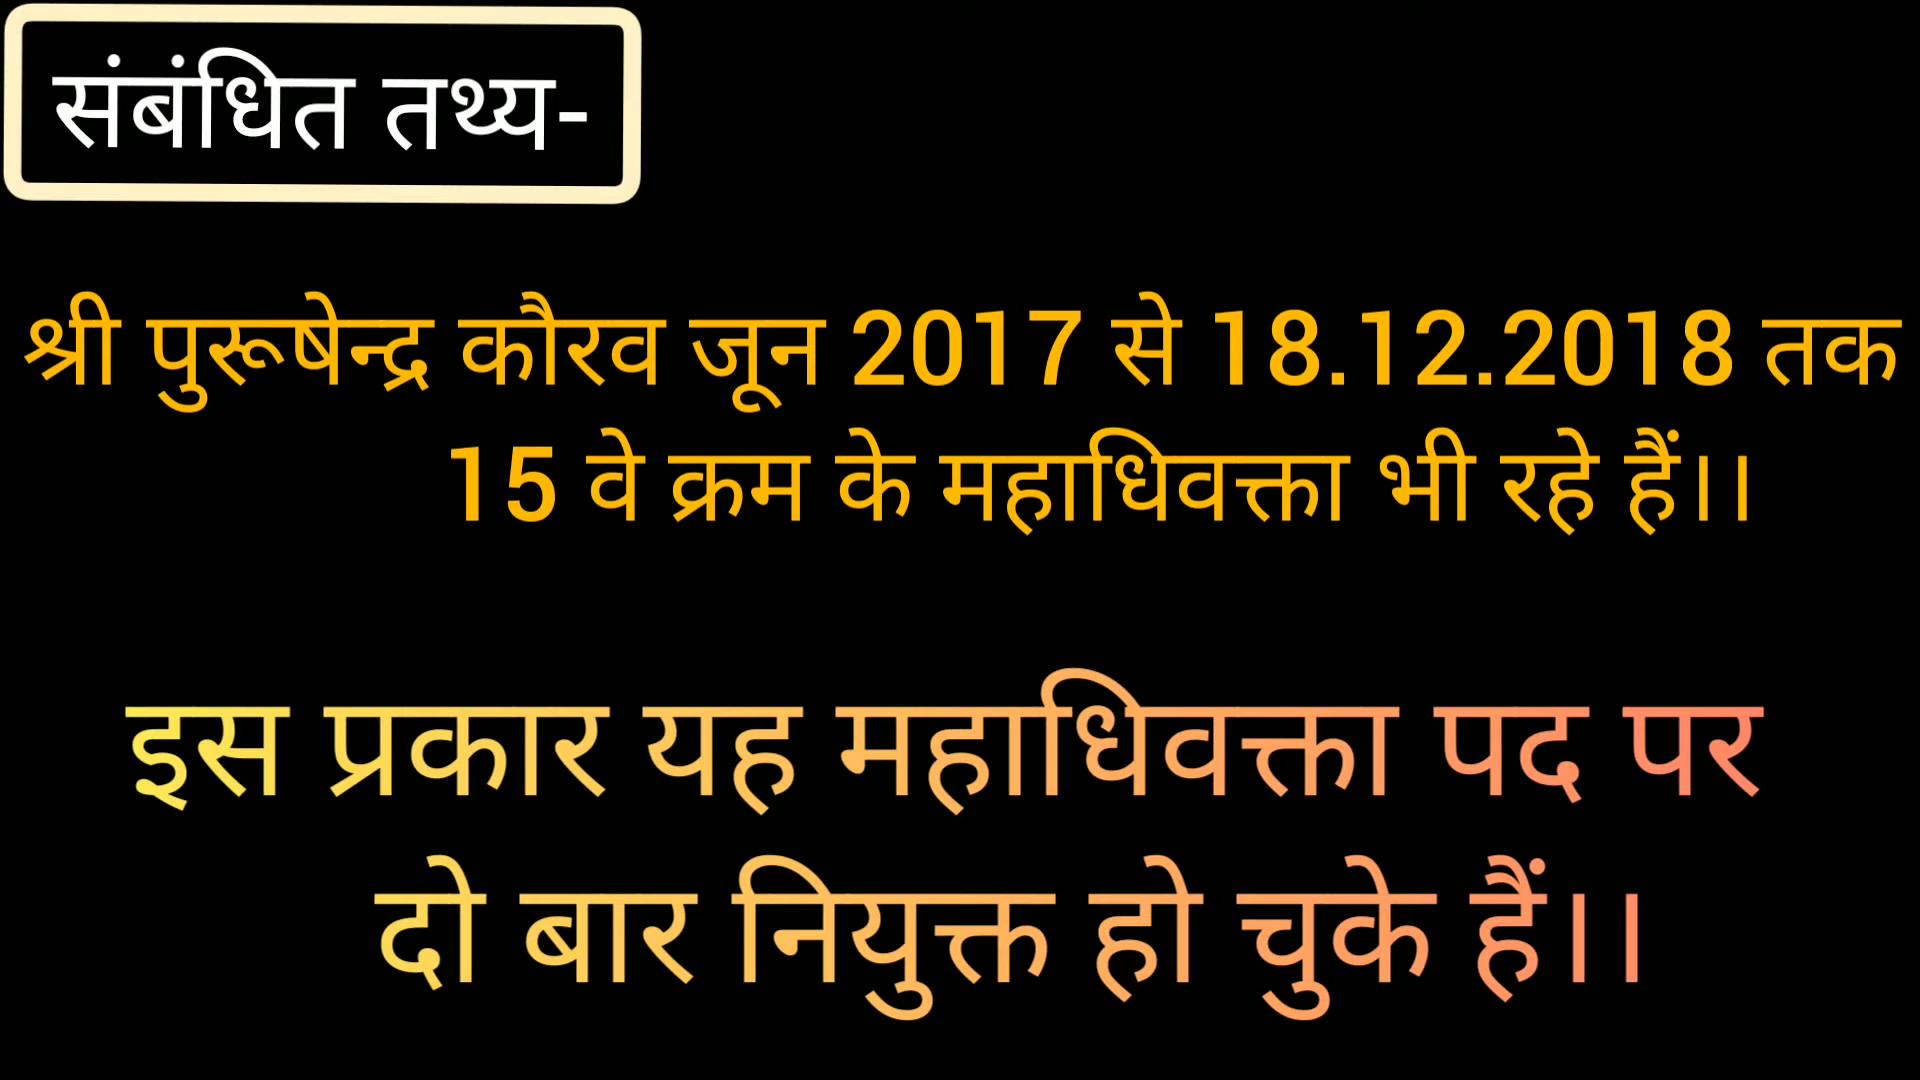 संबंधित तथ्य-
श्री पुरूषेन्द्र कौरव जून 2017 से 18.12.2018 तक
15 वे क्रम के महाधिवक्ता भी रहे हैं।।
इस प्रकार यह महाधिवक्ता पद पर
दो बार नियुक्त हो चुके हैं।।